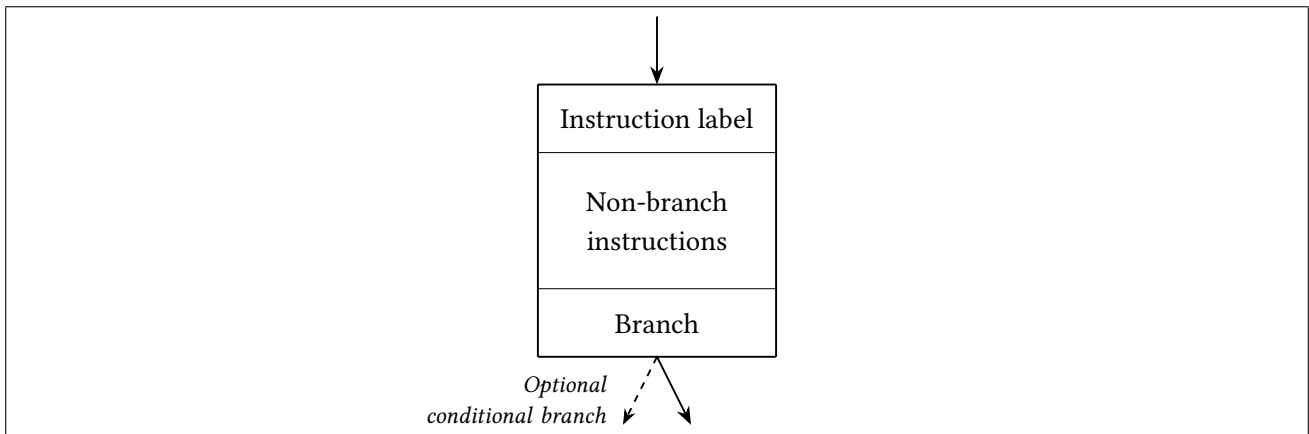 Instruction label
Non-branch
instructions
Branch
Optional
conditional branch